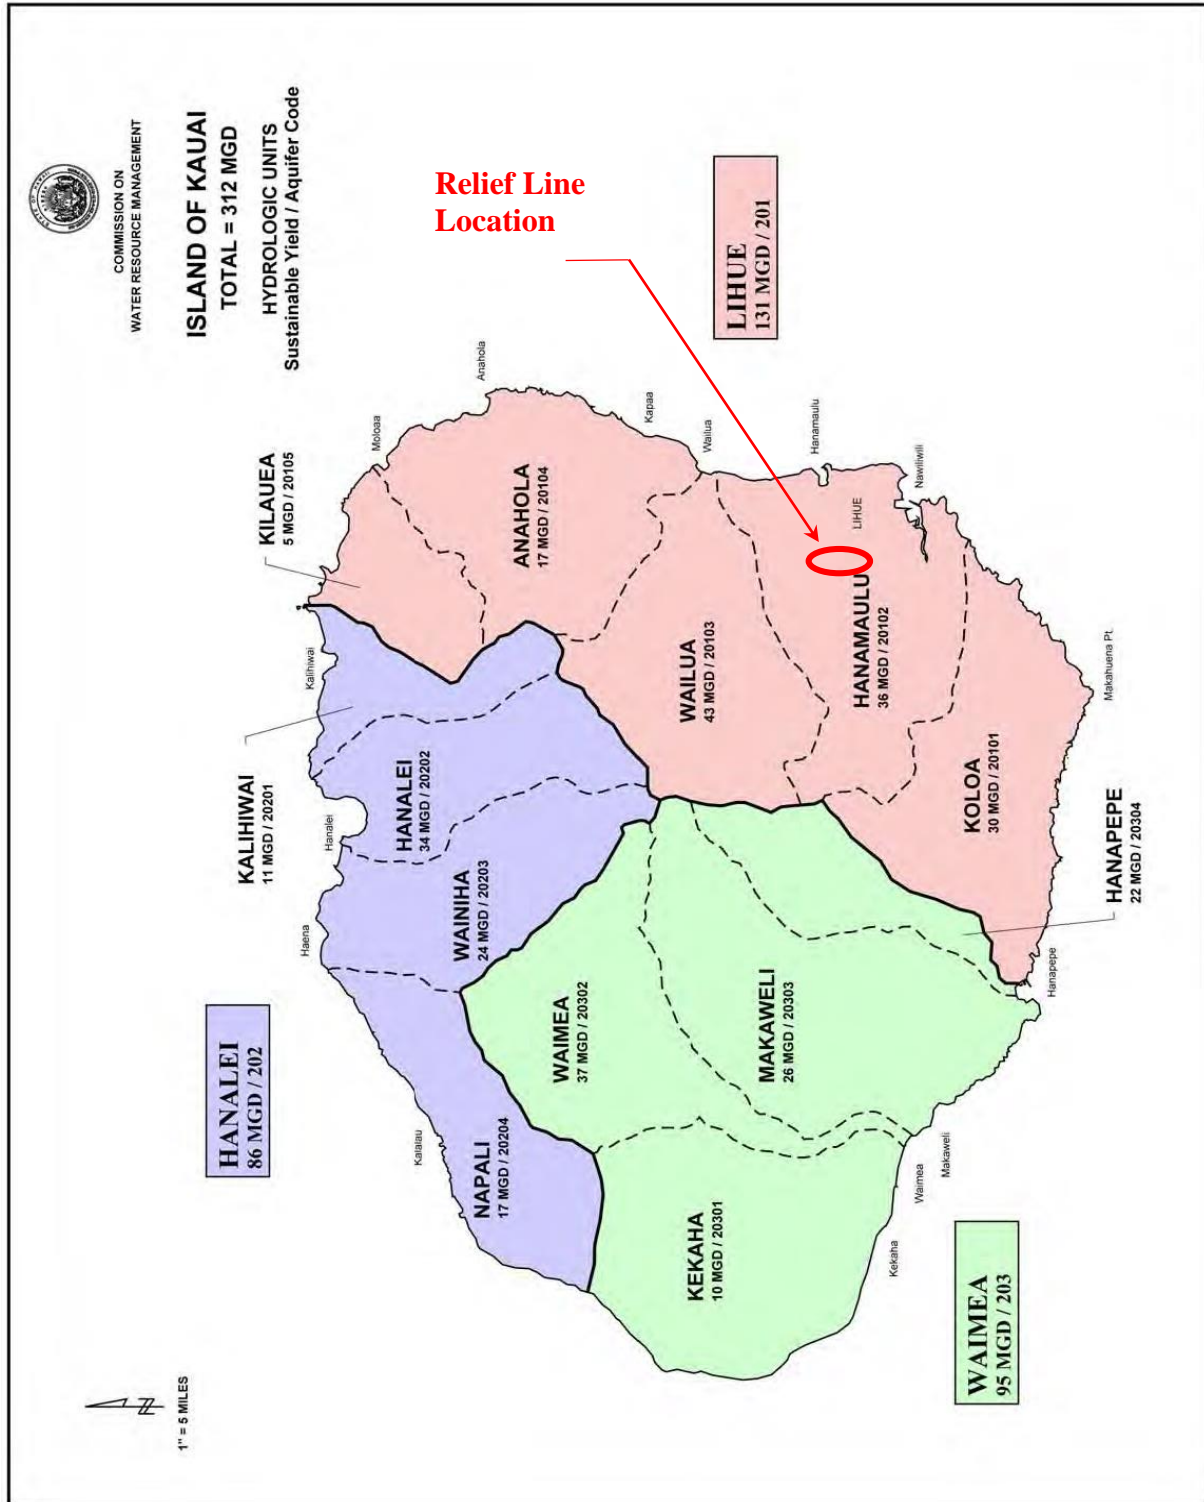 COMMISSION ON
WATER RESOURCE MANAGEMENT
ISLAND OF KAUAI
TOTAL = 312 MGD
HYDROLOGIC UNITS
Sustainable Yield / Aquifer Code
Relief Line
Location
LIHUE
131 MGD / 201
HANALEI
86 MGD / 202
WAIMEA
95 MGD / 203
KILAUEA
5 MGD / 20105
ANAHOLA
17 MGD / 20104
WAILUA
43 MGD / 20103
HANAMAULU
36 MGD / 20102
KOLOA
30 MGD / 20101
HANAPEPE
22 MGD / 20304
KALIHIWAI
11 MGD / 20201
HANALEI
34 MGD / 20202
WAINIHA
24 MGD / 20203
NAPALI
17 MGD / 20204
WAIMEA
37 MGD / 20302
MAKAWELI
26 MGD / 20303
KEKAHA
10 MGD / 20301
Kalihiwai
Hanalei
Haena
Kalalau
Moloaa
Anahola
Kapaa
Wailua
Hanamaulu
LIHUE
Nawiliwili
Makahuena Pt.
Hanapepe
Makaweli
Waimea
Kekaha
N
1" = 5 MILES